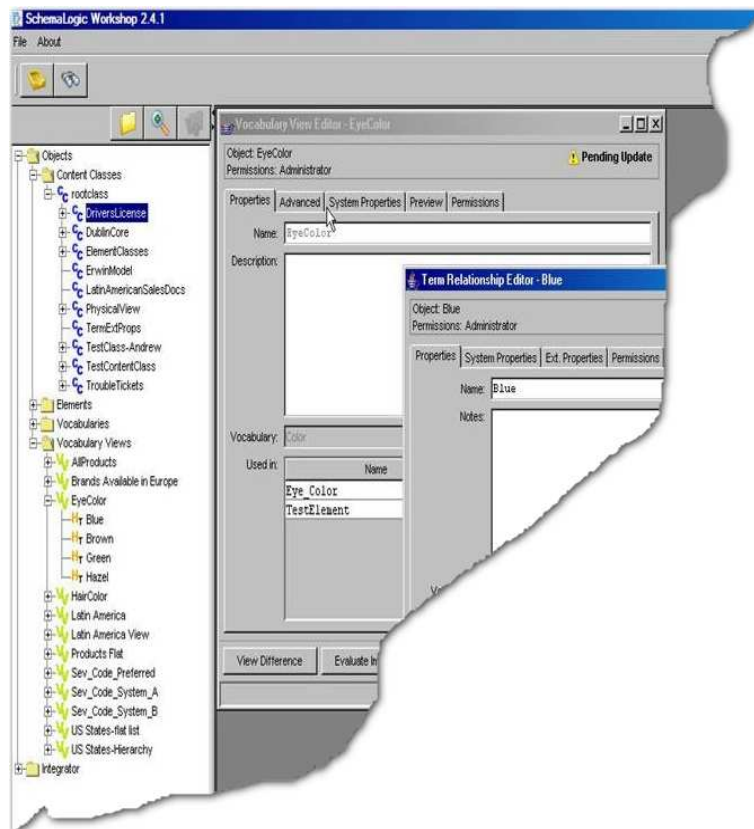 SchemaLogic Workshop 2.4.1
File About
Objects
Content Classes
rootclass
DriversLicense
DublinCore
ElementClasses
ErwinModel
LatinAmericanSalesDocs
PhysicalView
TermExtProps
TestClass-Andrew
TestContentClass
TroubleTickets
Elements
Vocabularies
Vocabulary Views
AllProducts
Brands Available in Europe
EyeColor
Blue
Brown
Green
Hazel
HairColor
Latin America
Latin America View
Products Flat
Sev_Code_Preferred
Sev_Code_System_A
Sev_Code_System_B
US States-flat list
US States-Hierarchy
Integrator
Vocabulary View Editor - EyeColor
Object: EyeColor
Permissions: Administrator
Pending Update
Properties Advanced System Properties Preview Permissions
Name: EyeColor
Description:
Vocabulary: Color
Used in:
Name
Eye_Color
TestElement
View Difference
Evaluate
Term Relationship Editor - Blue
Object: Blue
Permissions: Administrator
Properties System Properties Ext. Properties Permissions
Name: Blue
Notes: